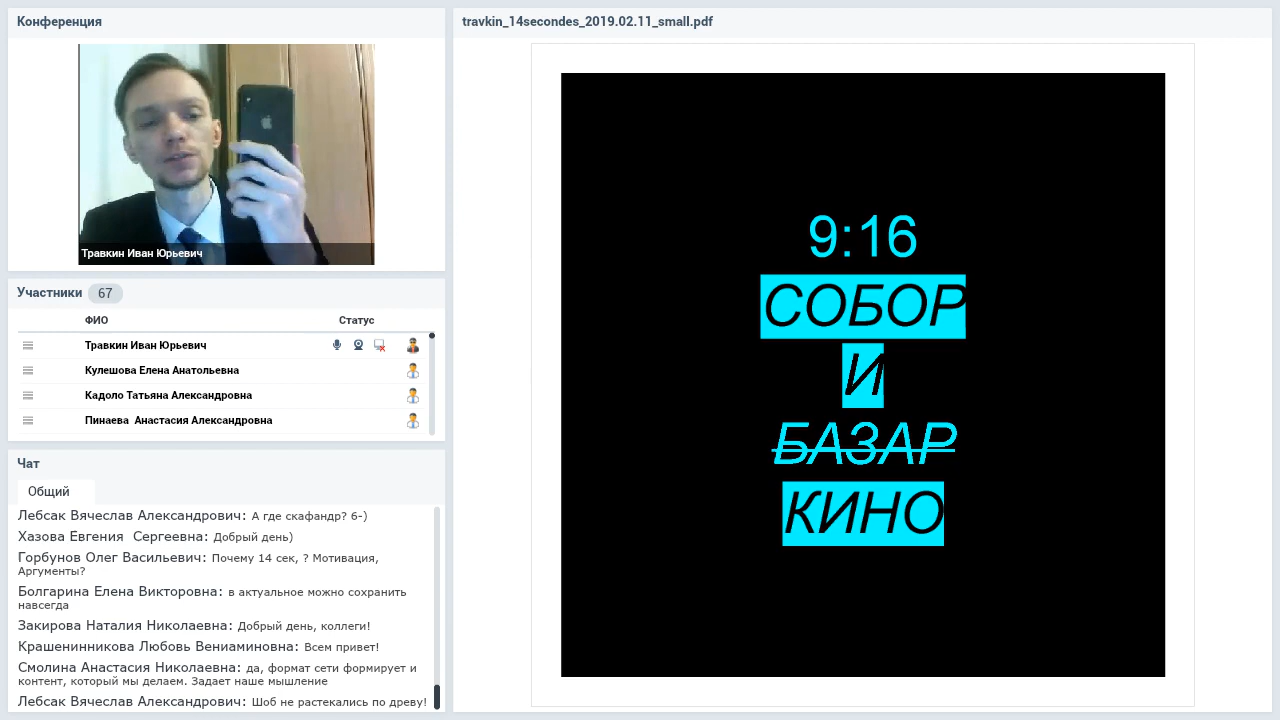 Конференция
Травкин Иван Юрьевич
Участники 67
ФИО Статус
Травкин Иван Юрьевич
Кулешова Елена Анатольевна
Кадоло Татьяна Александровна
Пинаева Анастасия Александровна
Чат
Общий
Лебсак Вячеслав Александрович: А где скафандр? 6-)
Хазова Евгения Сергеевна: Добрый день)
Горбунов Олег Васильевич: Почему 14 сек, ? Мотивация,
Аргументы?
Болгарина Елена Викторовна: в актуальное можно сохранить
навсегда
Закирова Наталия Николаевна: Добрый день, коллеги!
Крашенинникова Любовь Вениаминовна: Всем привет!
Смолина Анастасия Николаевна: да, формат сети формирует и
контент, который мы делаем. Задает наше мышление
Лебсак Вячеслав Александрович: Шоб не растекались по древу!
travkin_14secondes_2019.02.11_small.pdf
9:16
СОБОР
И
БАЗАР
КИНО